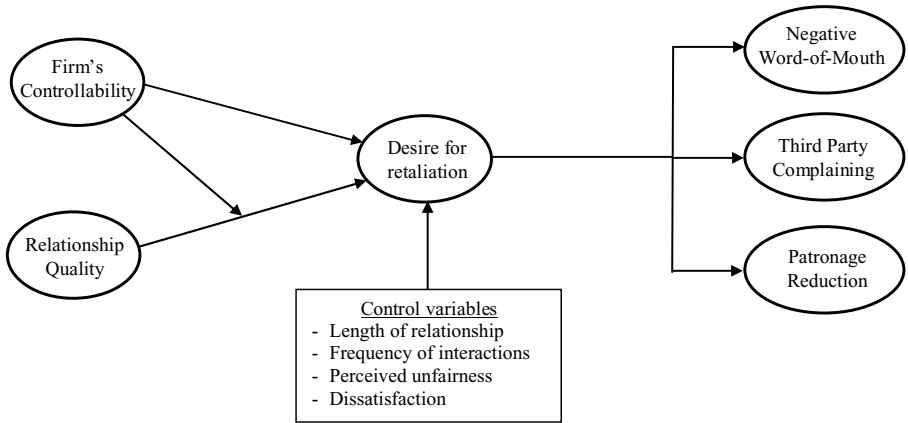 Firm's
Controllability
Relationship
Quality
Desire for
retaliation
Control variables
- Length of relationship
- Frequency of interactions
- Perceived unfairness
- Dissatisfaction
Negative
Word-of-Mouth
Third Party
Complaining
Patronage
Reduction